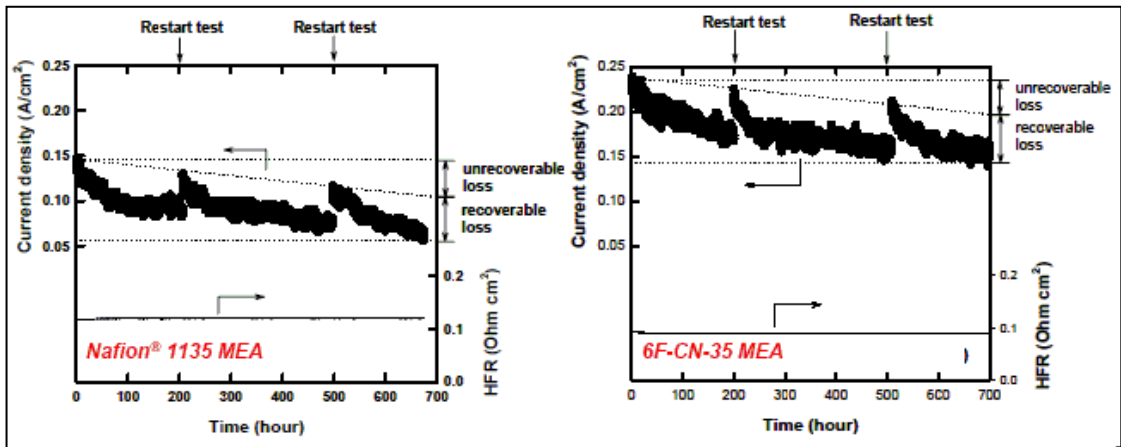 Restart test
Restart test
0.25
0.20
0.15
0.10
0.05
Current density (A/cm²)
unrecoverable
loss
recoverable
loss
0.2
0.1
0.0
HFR (Ohm cm²)
Nafion® 1135 MEA
0 100 200 300 400 500 600 700
Time (hour)
Restart test
Restart test
0.25
0.20
0.15
0.10
0.05
Current density (A/cm²)
unrecoverable
loss
recoverable
loss
0.2
0.1
0.0
HFR (Ohm cm²)
6F-CN-35 MEA )
0 100 200 300 400 500 600 700
Time (hour)